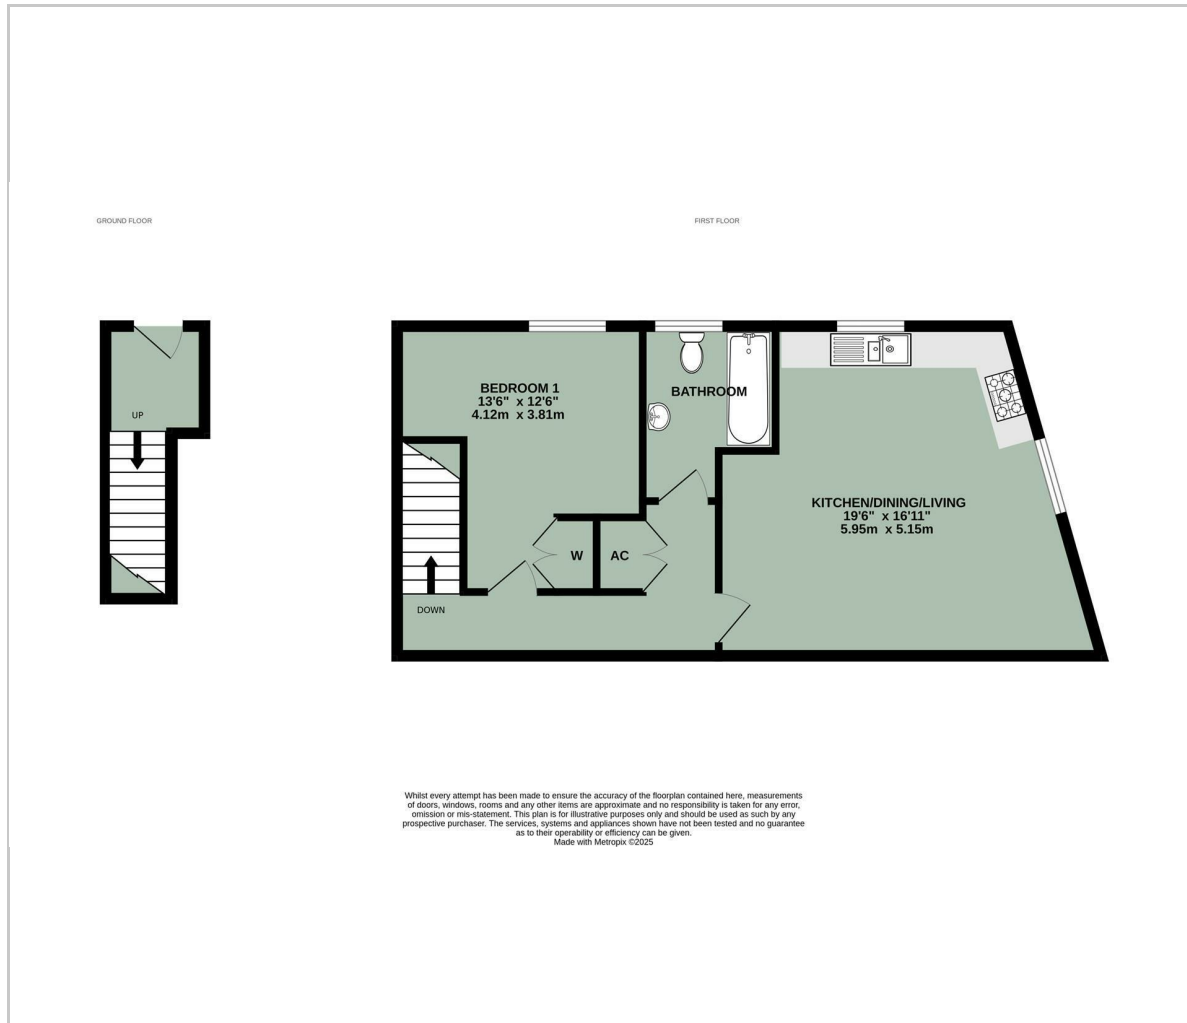 GROUND FLOOR
FIRST FLOOR
UP
BEDROOM 1
13'6" x 12'6"
4.12m x 3.81m
BATHROOM
KITCHEN/DINING/LIVING
19'6" x 16'11"
5.95m x 5.15m
W
AC
DOWN
Whilst every attempt has been made to ensure the accuracy of the floorplan contained here, measurements
of doors, windows, rooms and any other items are approximate and no responsibility is taken for any error,
omission or mis-statement. This plan is for illustrative purposes only and should be used as such by any
prospective purchaser. The services, systems and appliances shown have not been tested and no guarantee
as to their operability or efficiency can be given.
Made with Metropix ©2025